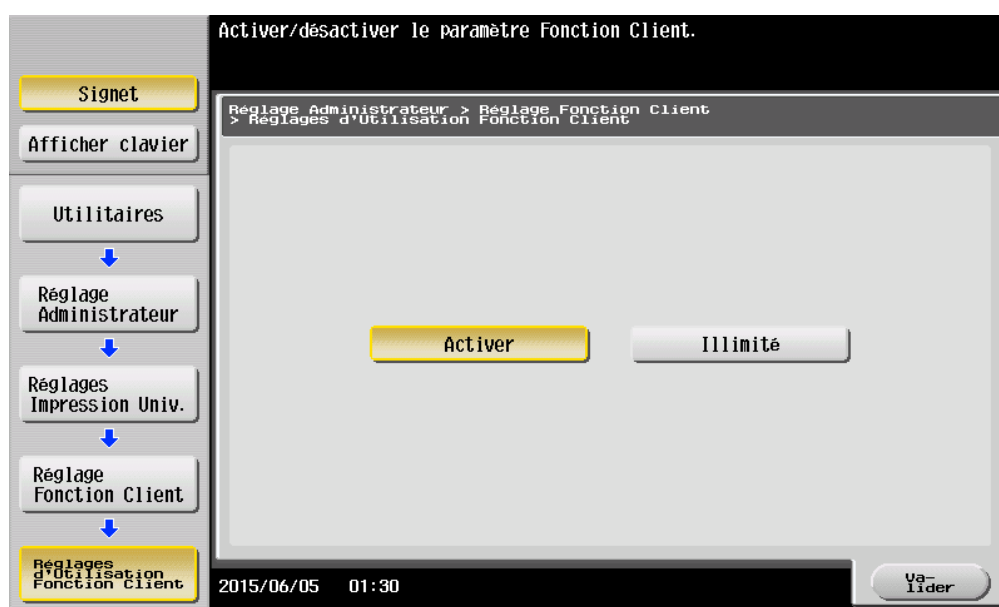 Activer/désactiver le paramètre Fonction Client.
Signet
Afficher clavier
Réglage Administrateur > Réglage Fonction Client
> Réglages d'Utilisation Fonction Client
Utilitaires
Réglage
Administrateur
Réglages
Impression Univ.
Réglage
Fonction Client
Réglages
d'Utilisation
Fonction Client
Activer
Illimité
2015/06/05 01:30
Va-
lider